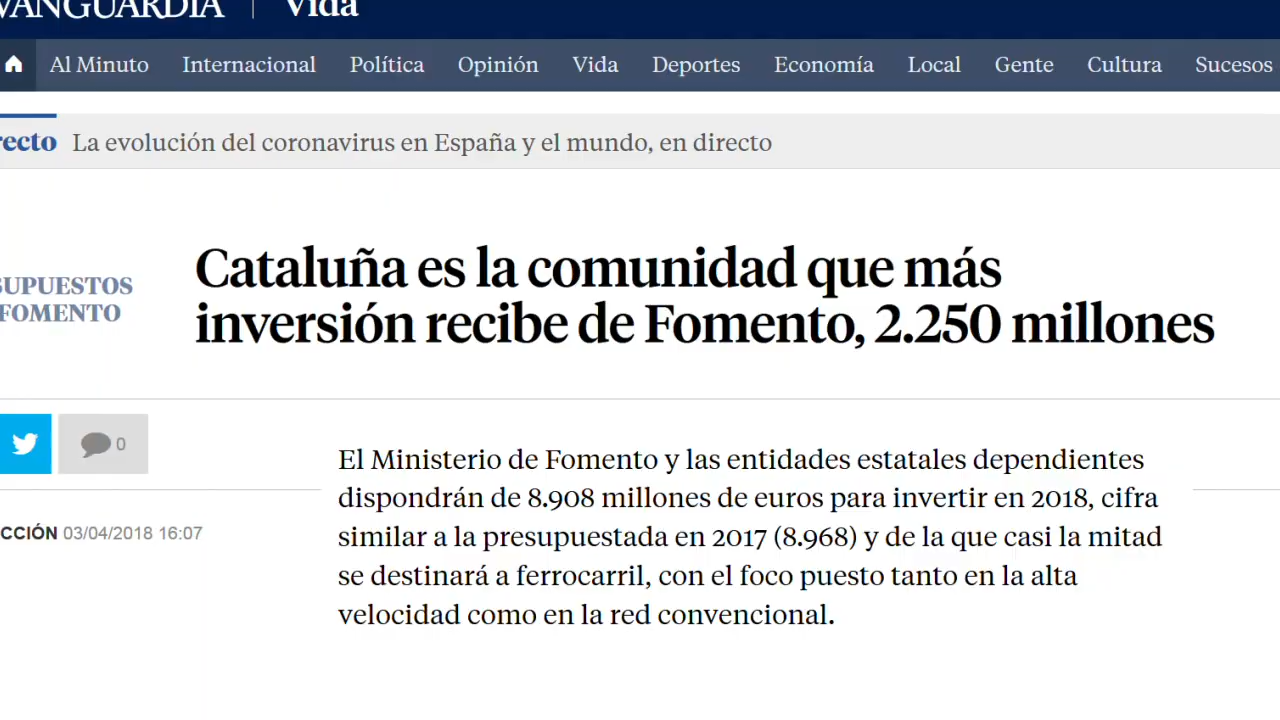 VANGUARDIA | Vida
Al Minuto Internacional Política Opinión Vida Deportes Economía Local Gente Cultura Sucesos
recto La evolución del coronavirus en España y el mundo, en directo
SUPUESTOS
FOMENTO
Cataluña es la comunidad que más
inversión recibe de Fomento, 2.250 millones
0
El Ministerio de Fomento y las entidades estatales dependientes
dispondrán de 8.908 millones de euros para invertir en 2018, cifra
similar a la presupuestada en 2017 (8.968) y de la que casi la mitad
se destinará a ferrocarril, con el foco puesto tanto en la alta
velocidad como en la red convencional.
CCIÓN 03/04/2018 16:07